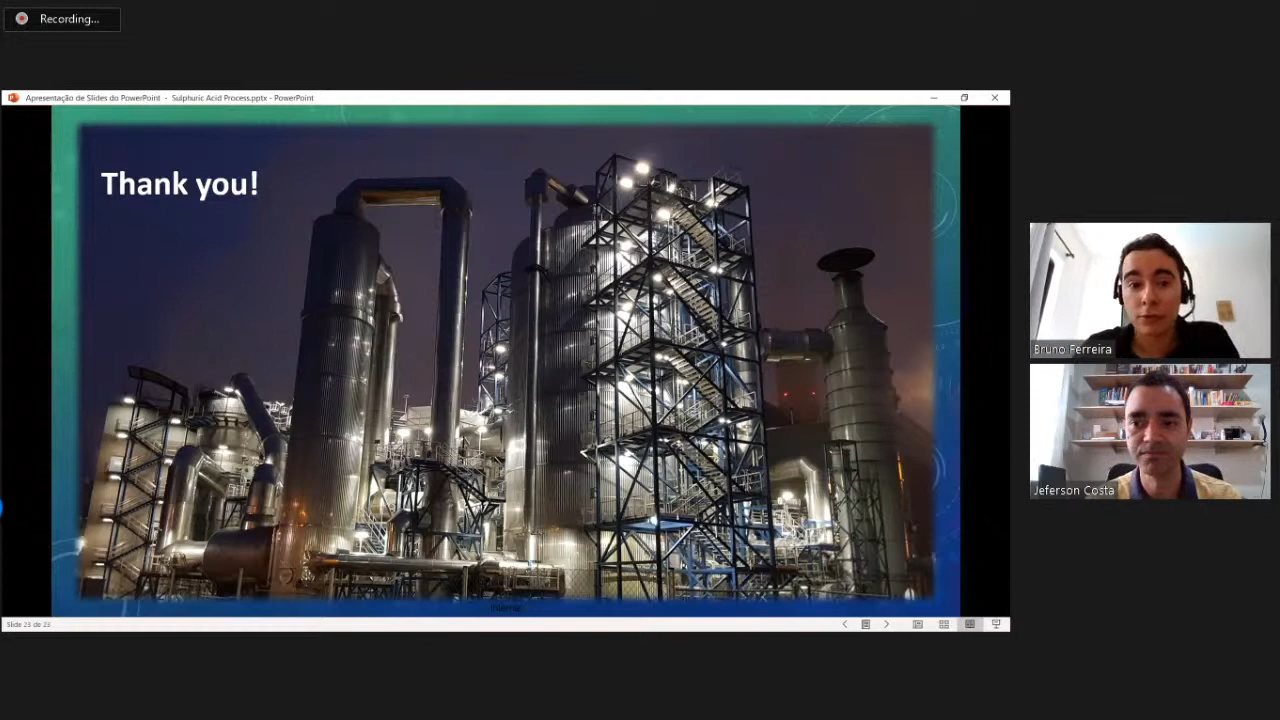 Recording...
Apresentação de Slides do PowerPoint - Sulphuric Acid Process.pptx - PowerPoint
Thank you!
Bruno Ferreira
Jeferson Costa
Internal
Slide 23 de 23